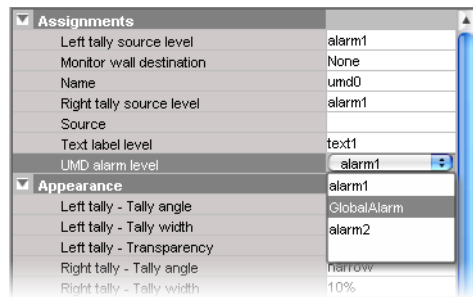 Assignments
Left tally source level alarm1
Monitor wall destination None
Name umd0
Right tally source level alarm1
Source
Text label level text1
UMD alarm level alarm1
Appearance alarm1
Left tally - Tally angle GlobalAlarm
Left tally - Tally width alarm2
Left tally - Transparency
Right tally - Tally angle narrow
Right tally - Tally width 10%